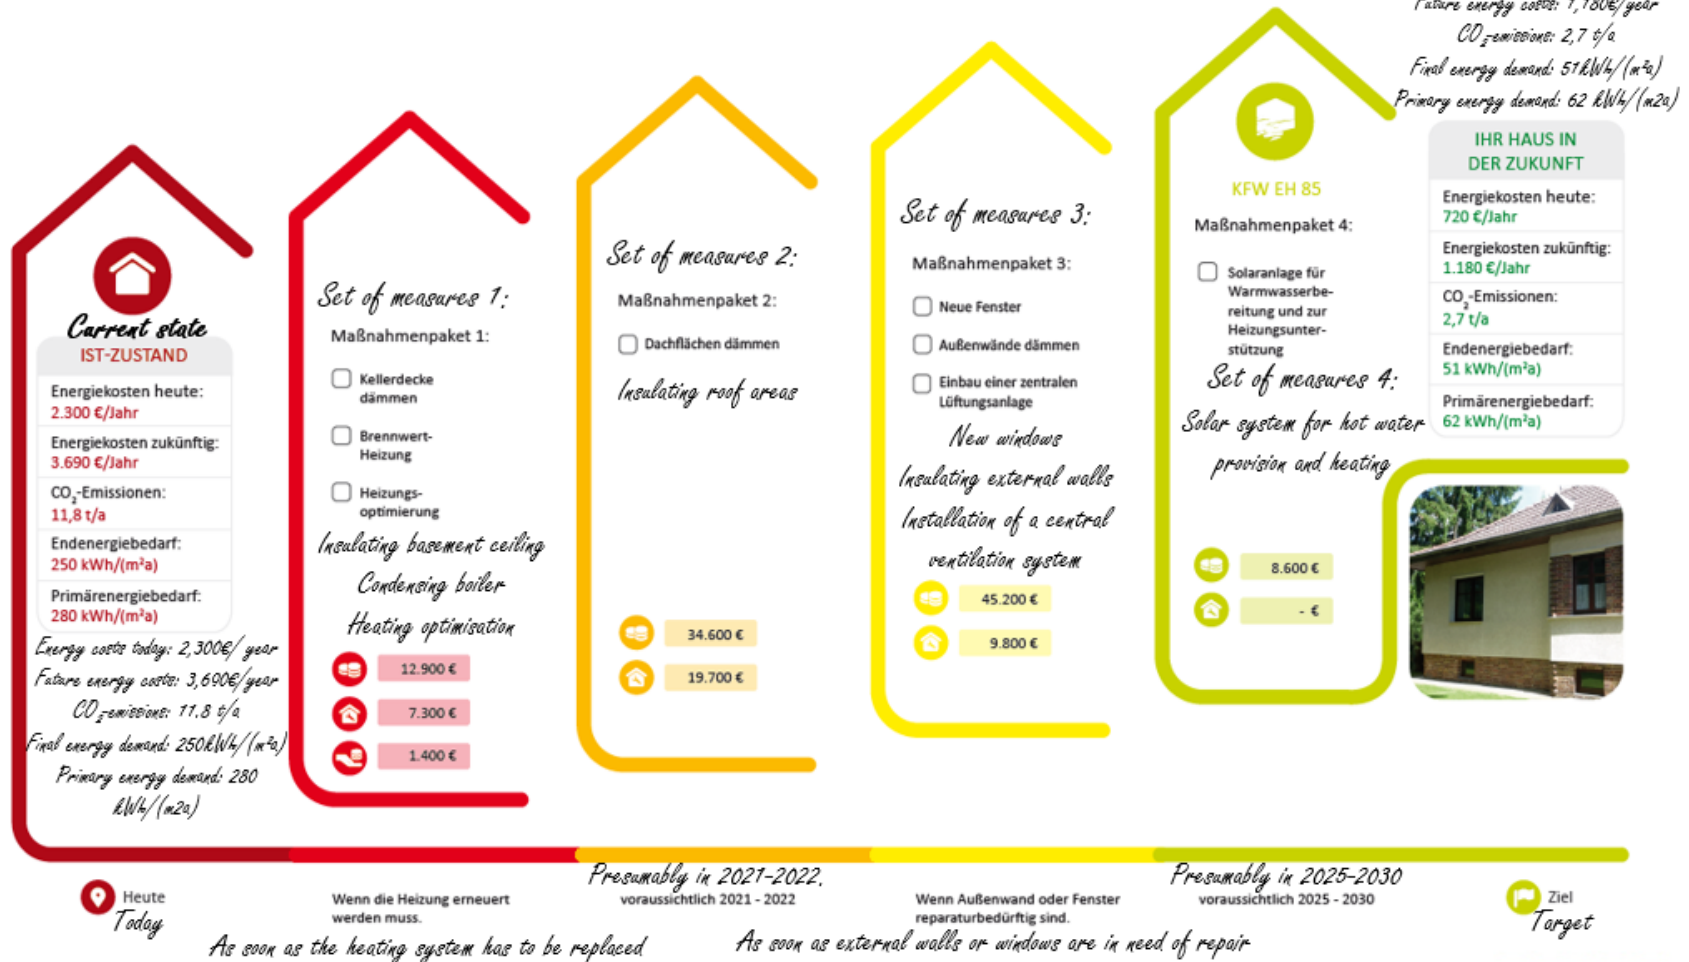 Current state
IST-ZUSTAND
Energiekosten heute:
2.300 €/Jahr
Energiekosten zukünftig:
3.690 €/Jahr
CO₂-Emissionen:
11,8 t/a
Endenergiebedarf:
250 kWh/(m²a)
Primärenergiebedarf:
280 kWh/(m²a)
Energy costs today: 2,300€/ year
Future energy costs: 3,690€/year
CO₂-emissions: 11.8 t/a
Final energy demand: 250kWh/(m²a)
Primary energy demand: 280
kWh/(m2a)
Set of measures 1:
Maßnahmenpaket 1:
Kellerdecke
dämmen
Brennwert-
Heizung
Heizungs-
optimierung
Insulating basement ceiling
Condensing boiler
Heating optimisation
12.900 €
7.300 €
1.400 €
Set of measures 2:
Maßnahmenpaket 2:
Dachflächen dämmen
Insulating roof areas
34.600 €
19.700 €
Set of measures 3:
Maßnahmenpaket 3:
Neue Fenster
Außenwände dämmen
Einbau einer zentralen
Lüftungsanlage
New windows
Insulating external walls
Installation of a central
ventilation system
45.200 €
9.800 €
KFW EH 85
Maßnahmenpaket 4:
Solaranlage für
Warmwasserbe-
reitung und zur
Heizungsunter-
stützung
Set of measures 4:
Solar system for hot water
provision and heating
8.600 €
- €
Future energy costs: 1,180€/year
CO₂-emissions: 2,7 t/a
Final energy demand: 51kWh/(m²a)
Primary energy demand: 62 kWh/(m2a)
IHR HAUS IN
DER ZUKUNFT
Energiekosten heute:
720 €/Jahr
Energiekosten zukünftig:
1.180 €/Jahr
CO₂-Emissionen:
2,7 t/a
Endenergiebedarf:
51 kWh/(m²a)
Primärenergiebedarf:
62 kWh/(m²a)
Heute
Today
Wenn die Heizung erneuert
werden muss.
As soon as the heating system has to be replaced
Presumably in 2021-2022.
voraussichtlich 2021 - 2022
Wenn Außenwand oder Fenster
reparaturbedürftig sind.
As soon as external walls or windows are in need of repair
Presumably in 2025-2030
voraussichtlich 2025 - 2030
Ziel
Target